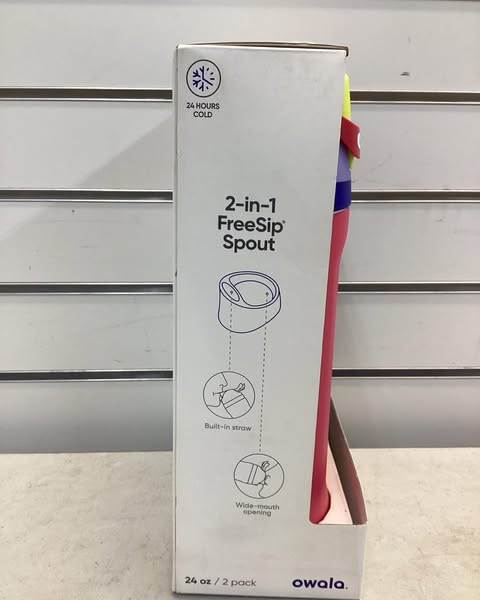 24 HOURS
COLD
2-in-1
FreeSip®
Spout
Built-in straw
Wide-mouth
opening
24 oz / 2 pack
owala.